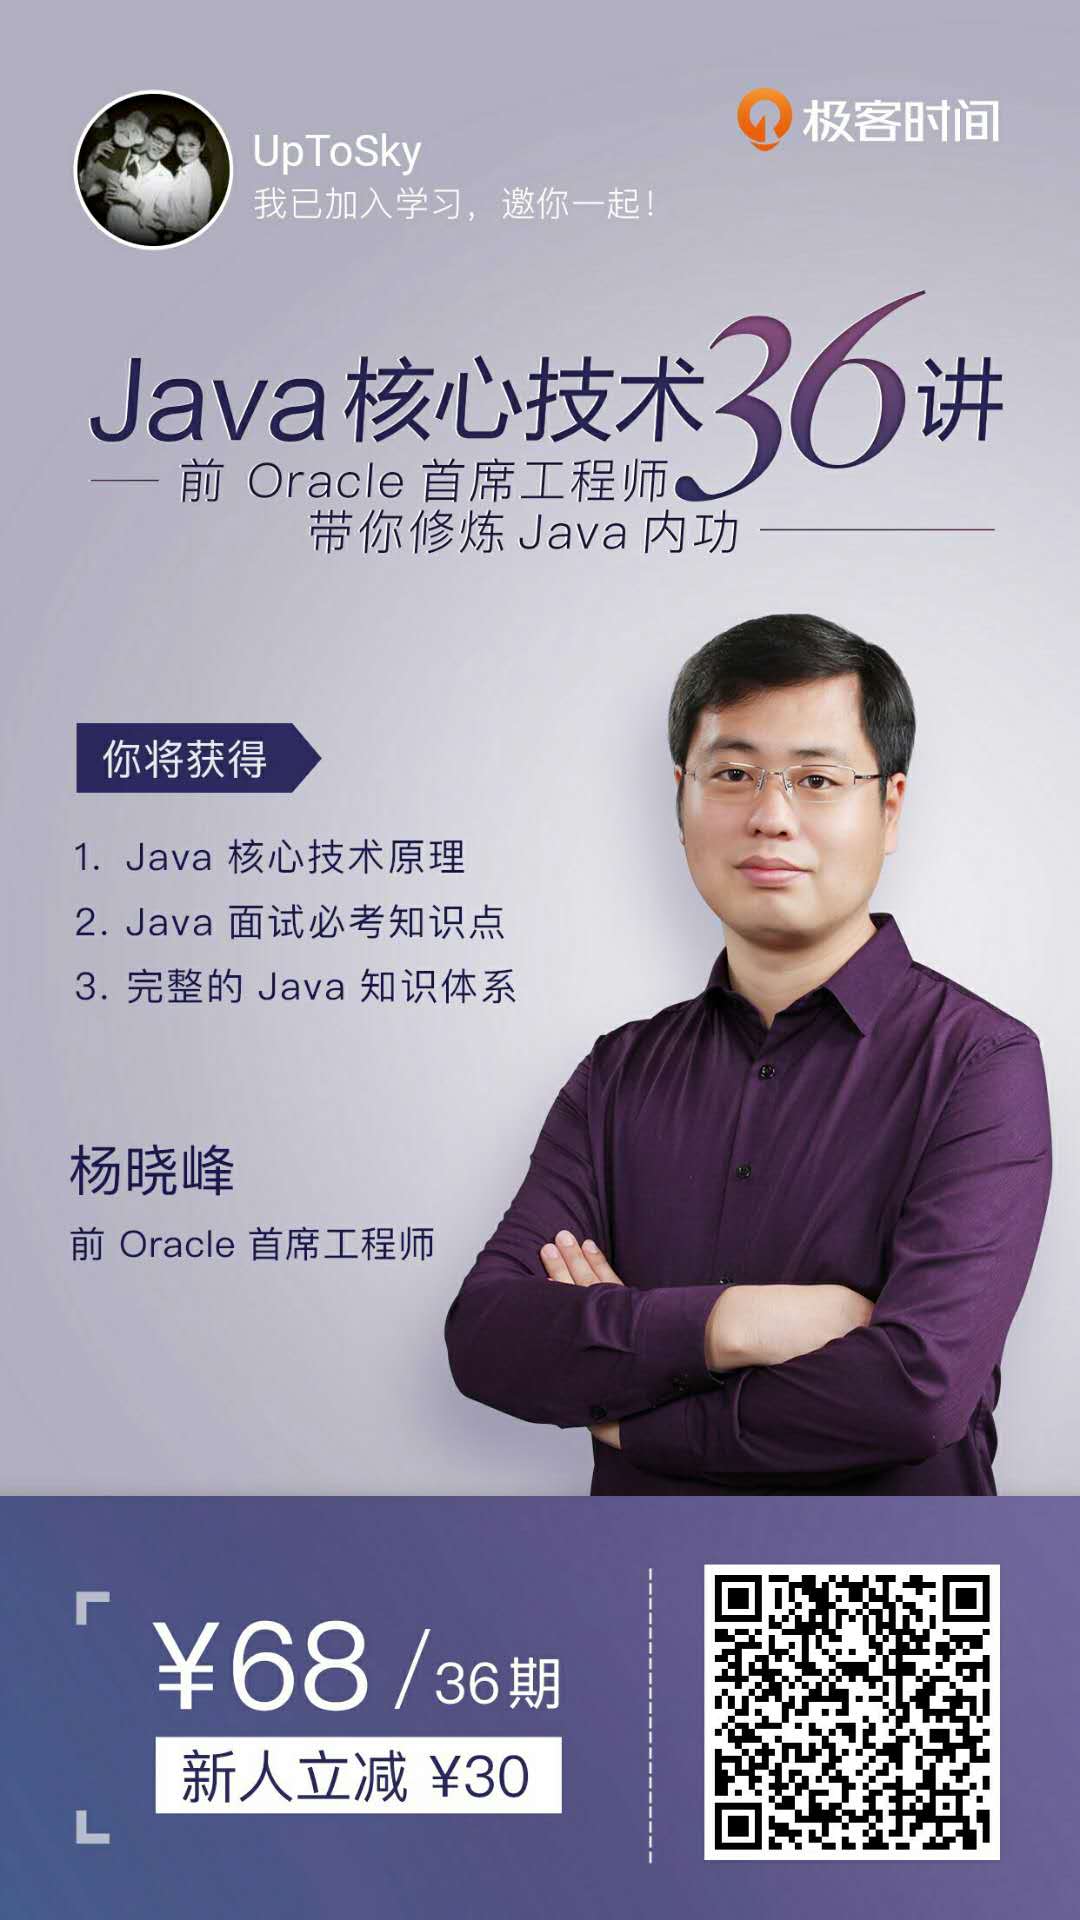 UpToSky
我已加入学习，邀你一起！
极客时间
Java 核心技术36讲
前 Oracle 首席工程师
带你修炼 Java 内功
你将获得
1. Java 核心技术原理
2. Java 面试必考知识点
3. 完整的 Java 知识体系
杨晓峰
前 Oracle 首席工程师
¥68 / 36期
新人立减 ¥30